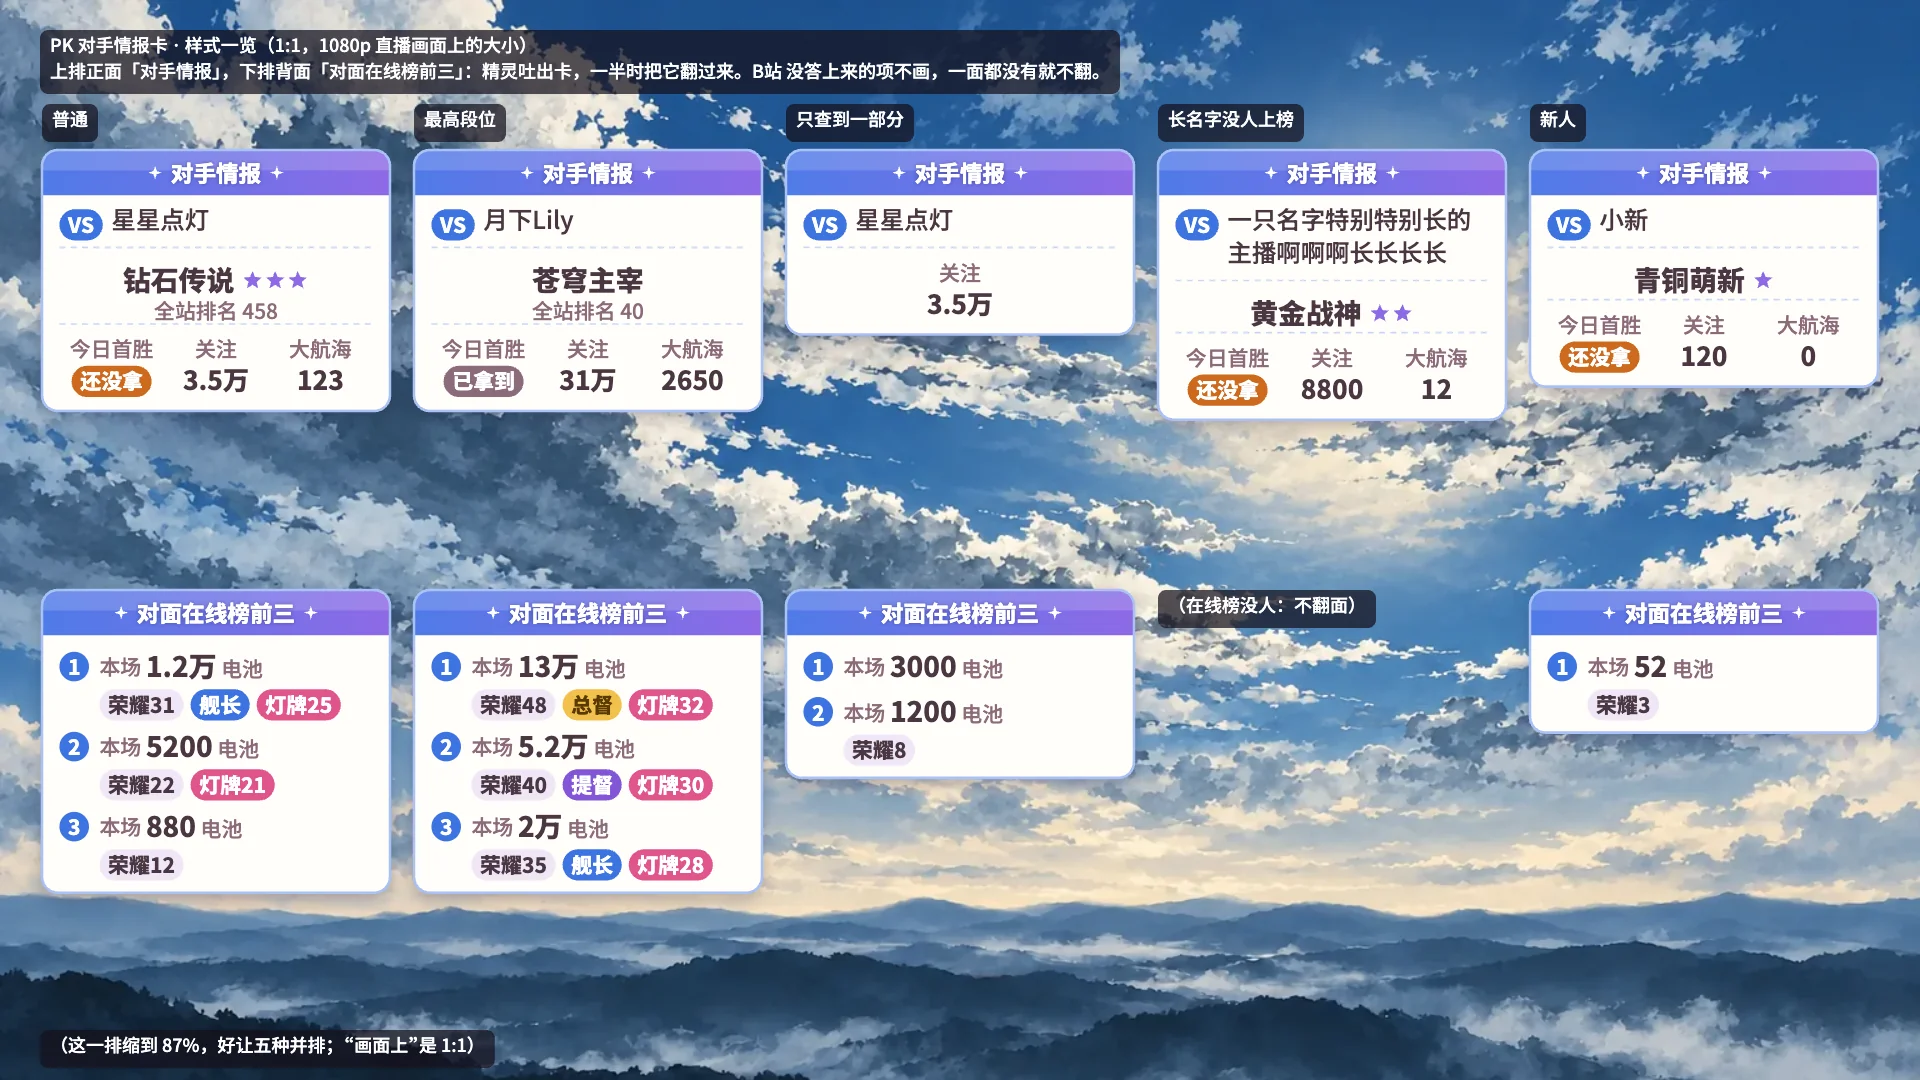 PK 对手情报卡 · 样式一览（1:1，1080p 直播画面上的大小）
上排正面「对手情报」，下排背面「对面在线榜前三」：精灵吐出卡，一半时把它翻过来。B站 没答上来的项不画，一面都没有就不翻。
普通
对手情报
VS 星星点灯
钻石传说 ★★★
全站排名 458
今日首胜 关注 大航海
还没拿 3.5万 123
最高段位
对手情报
VS 月下Lily
苍穹主宰
全站排名 40
今日首胜 关注 大航海
已拿到 31万 2650
只查到一部分
对手情报
VS 星星点灯
关注
3.5万
长名字没人上榜
对手情报
VS 一只名字特别特别长的
主播啊啊啊长长长长
黄金战神 ★★
今日首胜 关注 大航海
还没拿 8800 12
新人
对手情报
VS 小新
青铜萌新 ★
今日首胜 关注 大航海
还没拿 120 0
对面在线榜前三
1 本场 1.2万 电池
荣耀31 舰长 灯牌25
2 本场 5200 电池
荣耀22 灯牌21
3 本场 880 电池
荣耀12
对面在线榜前三
1 本场 13万 电池
荣耀48 总督 灯牌32
2 本场 5.2万 电池
荣耀40 提督 灯牌30
3 本场 2万 电池
荣耀35 舰长 灯牌28
对面在线榜前三
1 本场 3000 电池
2 本场 1200 电池
荣耀8
（在线榜没人：不翻面）
对面在线榜前三
1 本场 52 电池
荣耀3
（这一排缩到 87%，好让五种并排；“画面上”是 1:1）